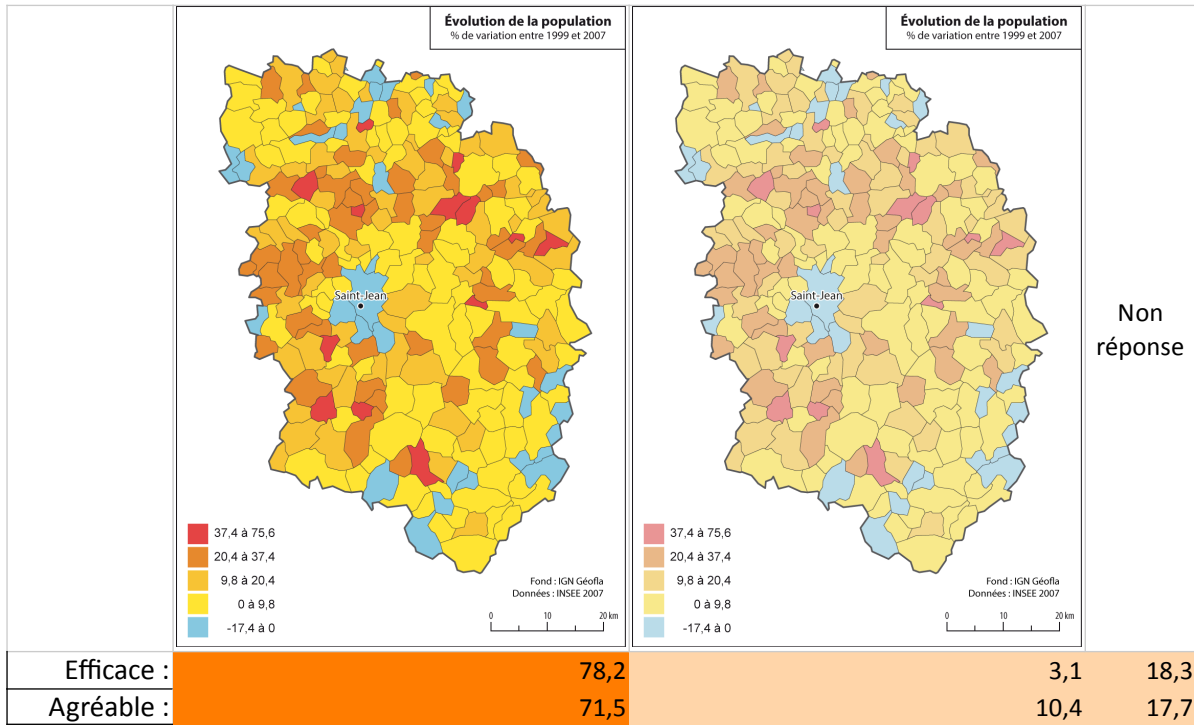 Évolution de la population
% de variation entre 1999 et 2007
Saint-Jean
37,4 à 75,6
20,4 à 37,4
9,8 à 20,4
0 à 9,8
-17,4 à 0
Fond : IGN Géofla
Données : INSEE 2007
0 10 20 km
Évolution de la population
% de variation entre 1999 et 2007
Saint-Jean
37,4 à 75,6
20,4 à 37,4
9,8 à 20,4
0 à 9,8
-17,4 à 0
Fond : IGN Géofla
Données : INSEE 2007
0 10 20 km
Non
réponse
Efficace : 78,2 3,1 18,3
Agréable : 71,5 10,4 17,7